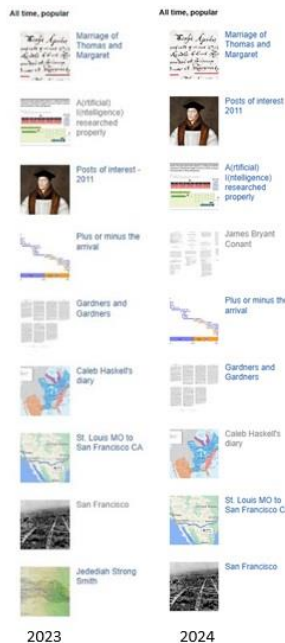 All time, popular
Marriage of
Thomas and
Margaret
A(rtificial)
I(ntelligence)
researched
properly
Posts of interest -
2011
Plus or minus the
arrival
Gardners and
Gardners
Caleb Haskell's
diary
St. Louis MO to
San Francisco CA
San Francisco
Jedediah Strong
Smith
2023
All time, popular
Marriage of
Thomas and
Margaret
Posts of interest
2011
A(rtificial)
I(ntelligence)
researched
properly
James Bryant
Conant
Plus or minus the
arrival
Gardners and
Gardners
Caleb Haskell's
diary
St. Louis MO to
San Francisco C
San Francisco
2024